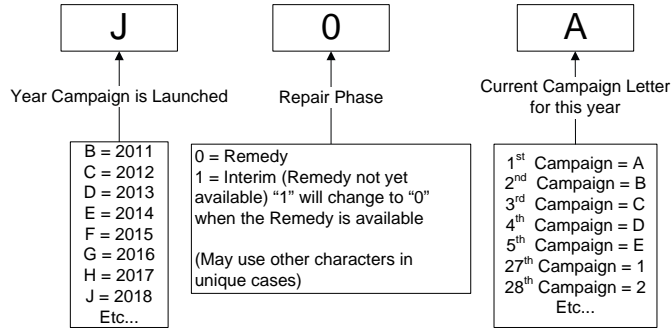 J
0
A
Year Campaign is Launched
Repair Phase
Current Campaign Letter
for this year
B = 2011
C = 2012
D = 2013
E = 2014
F = 2015
G = 2016
H = 2017
J = 2018
Etc...
0 = Remedy
1 = Interim (Remedy not yet
available) “1” will change to “0”
when the Remedy is available
(May use other characters in
unique cases)
1st Campaign = A
2nd Campaign = B
3rd Campaign = C
4th Campaign = D
5th Campaign = E
27th Campaign = 1
28th Campaign = 2
Etc...